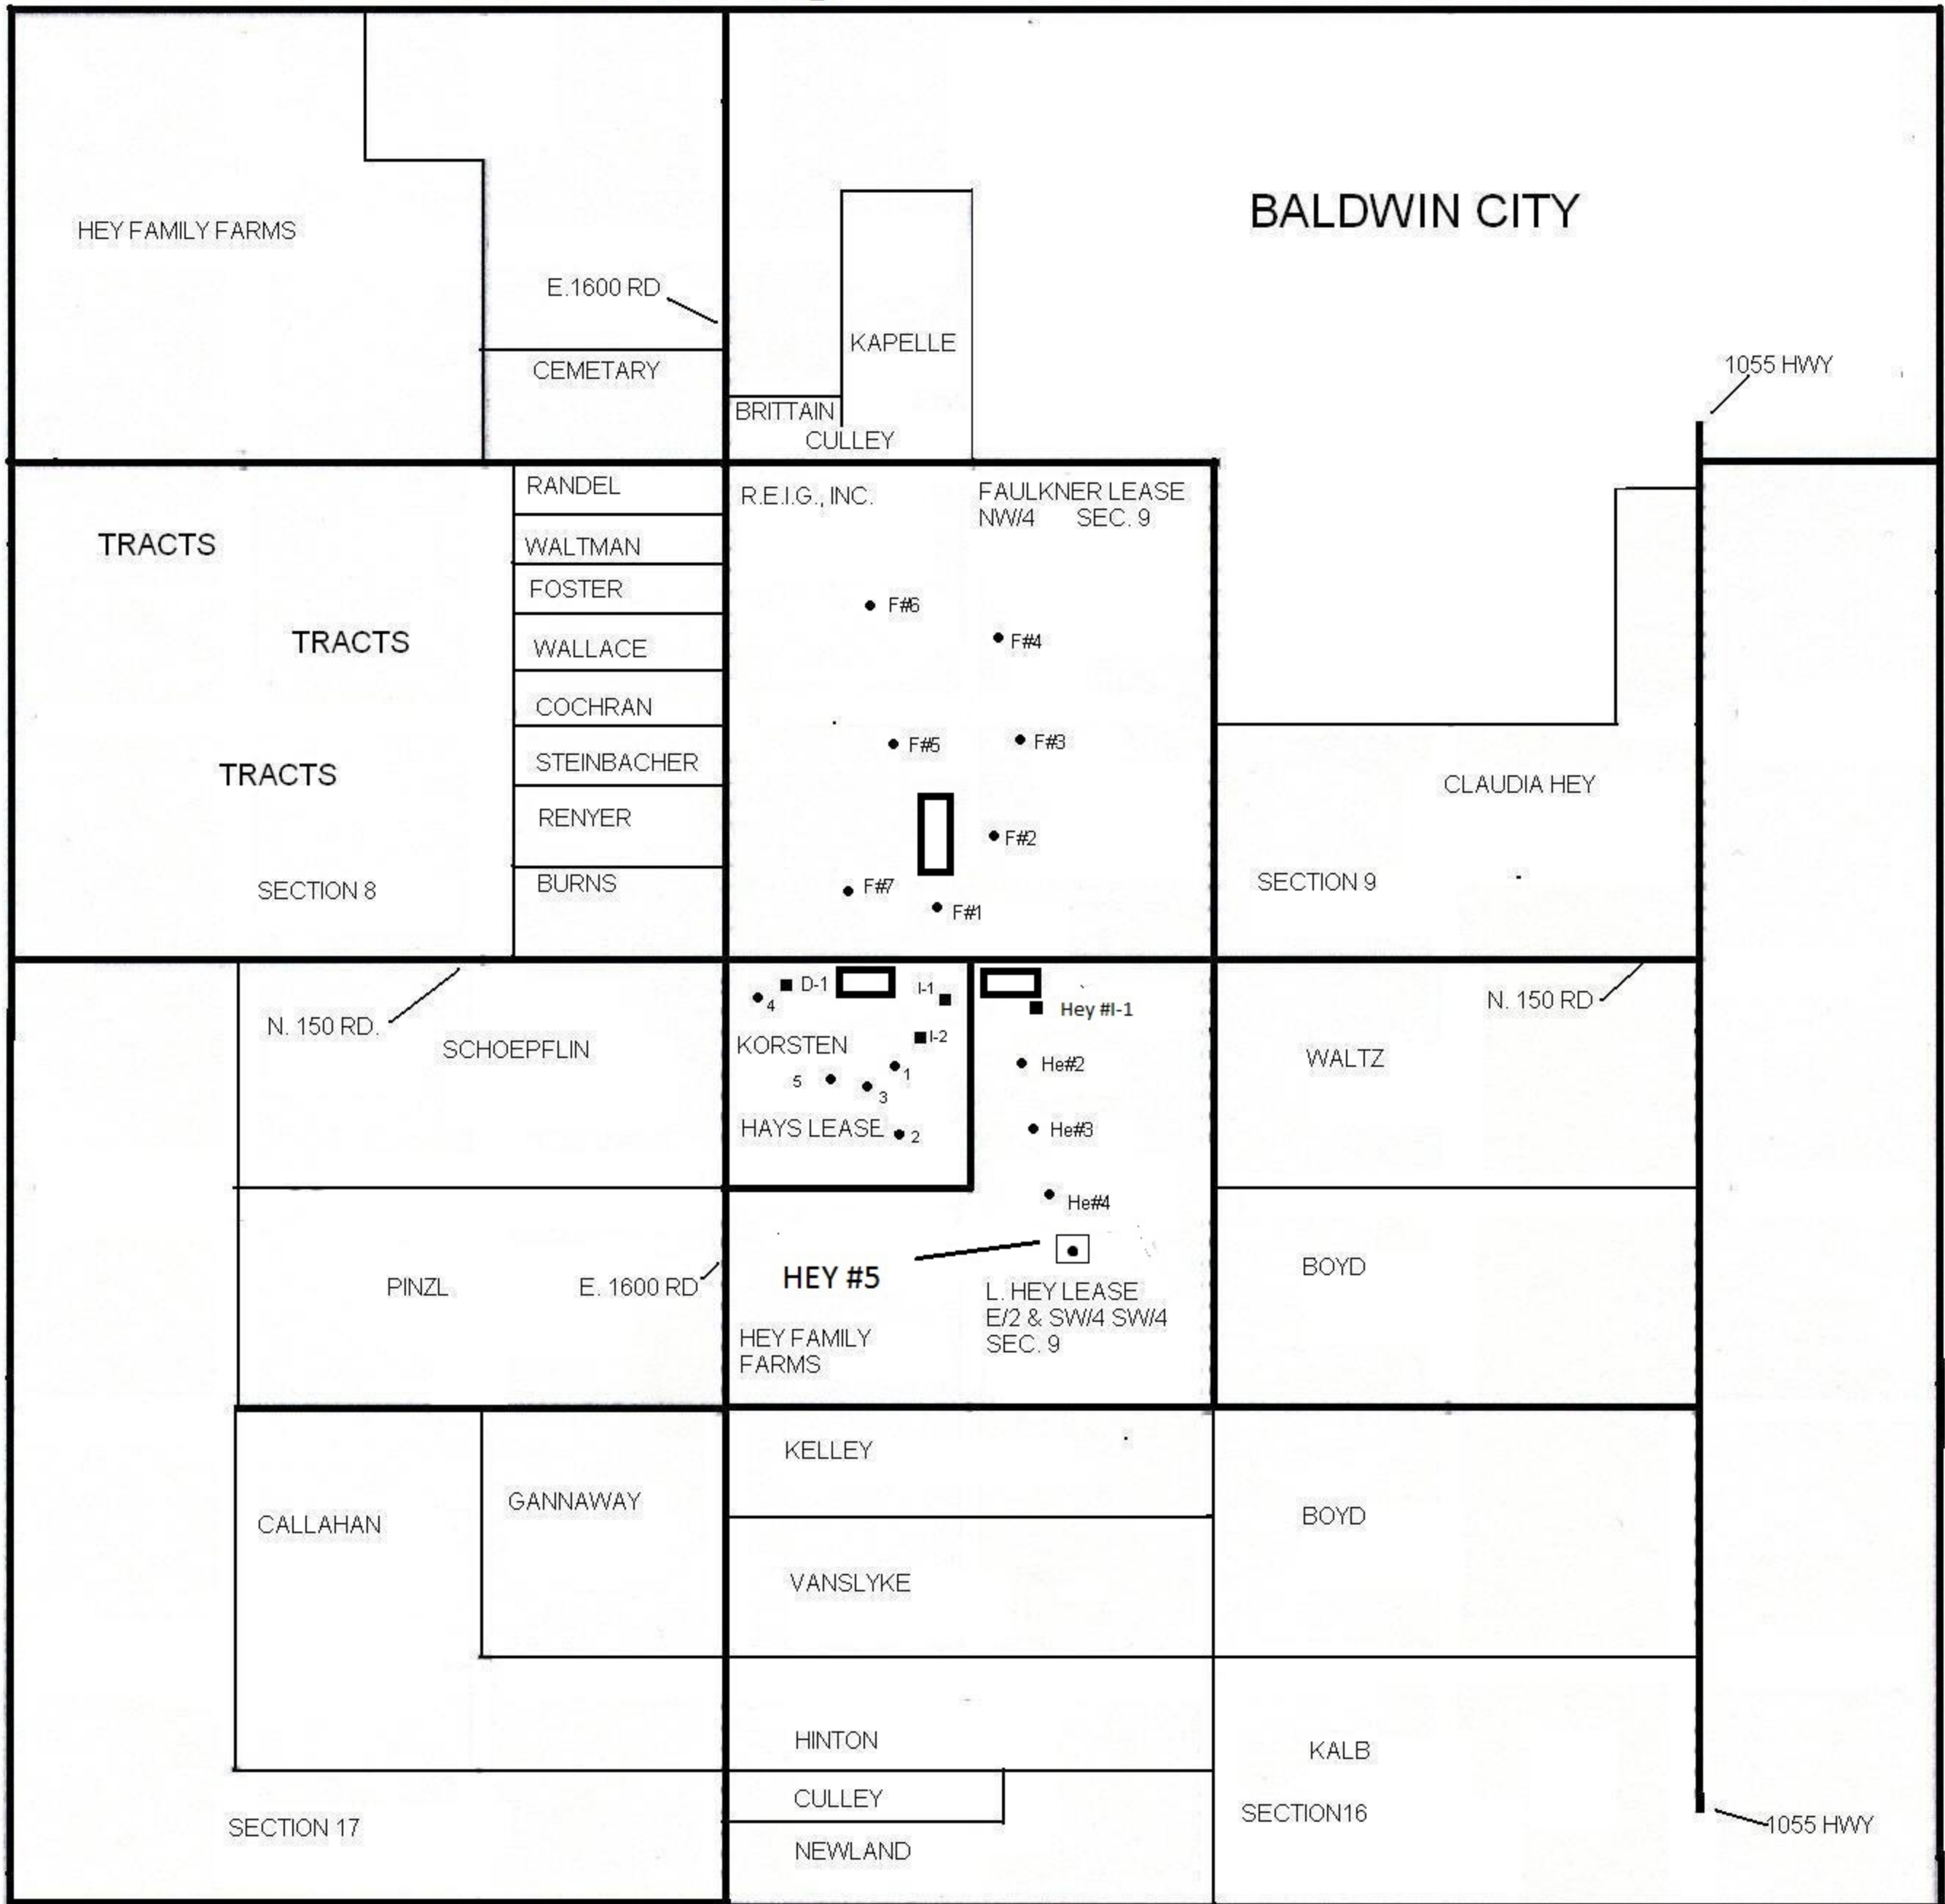 BALDWIN CITY
HEY FAMILY FARMS
E.1600 RD
KAPELLE
1055 HWY
CEMETARY
BRITTAIN
CULLEY
RANDEL
R.E.I.G., INC.
FAULKNER LEASE
NW/4 SEC. 9
TRACTS
WALTMAN
FOSTER
F#6
TRACTS
WALLACE
F#4
COCHRAN
F#5
F#3
STEINBACHER
TRACTS
CLAUDIA HEY
RENYER
F#2
SECTION 8
BURNS
F#7
F#1
SECTION 9
D-1
I-1
4
Hey #I-1
N. 150 RD
N. 150 RD.
SCHOEPFLIN
KORSTEN
I-2
He#2
WALTZ
1
5
3
HAYS LEASE
2
He#3
He#4
PINZL
E. 1600 RD
HEY #5
BOYD
L. HEY LEASE
E/2 & SW/4 SW/4
SEC. 9
HEY FAMILY
FARMS
KELLEY
CALLAHAN
GANNAWAY
BOYD
VANSLYKE
HINTON
KALB
CULLEY
SECTION16
SECTION 17
NEWLAND
1055 HWY